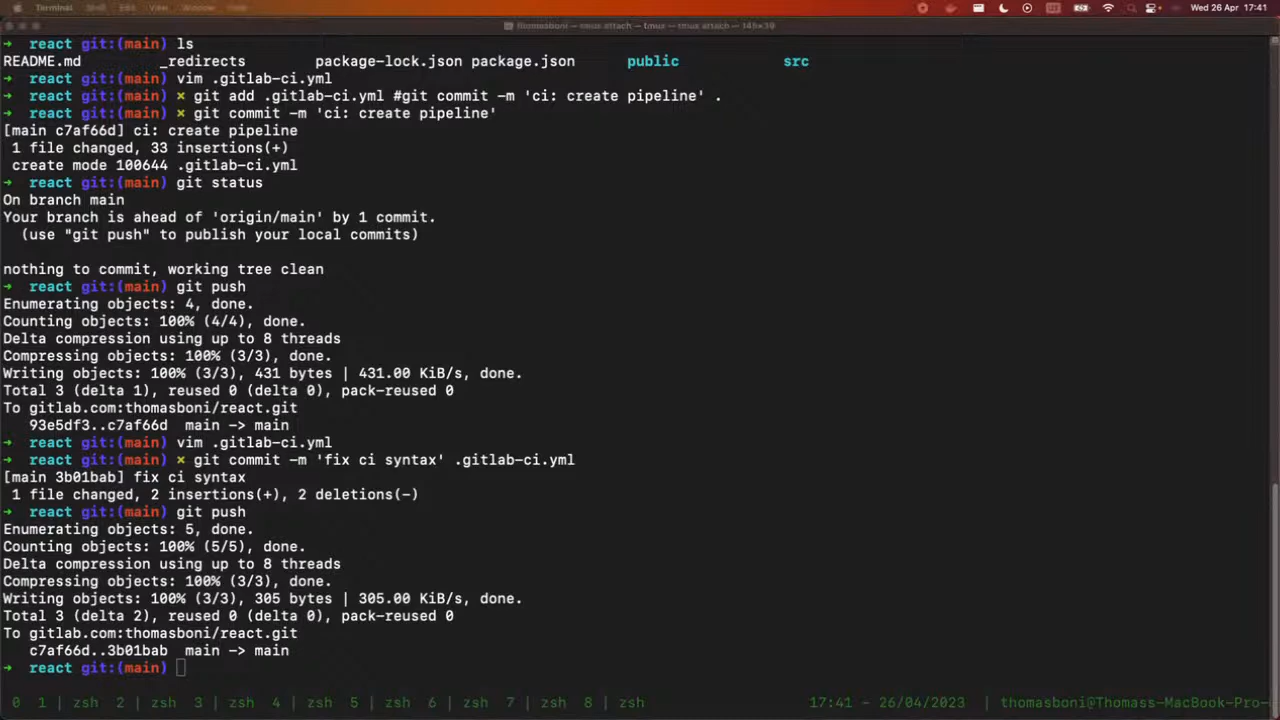 Terminal Shell Edit View Window Help Wed 26 Apr 17:41
thomasboni — tmux attach — tmux — tmux attach — 145×39
➜ react git:(main) ls
README.md _redirects package-lock.json package.json public src
➜ react git:(main) vim .gitlab-ci.yml
➜ react git:(main) × git add .gitlab-ci.yml #git commit -m 'ci: create pipeline' .
➜ react git:(main) × git commit -m 'ci: create pipeline'
[main c7af66d] ci: create pipeline
1 file changed, 33 insertions(+)
create mode 100644 .gitlab-ci.yml
➜ react git:(main) git status
On branch main
Your branch is ahead of 'origin/main' by 1 commit.
(use "git push" to publish your local commits)
nothing to commit, working tree clean
➜ react git:(main) git push
Enumerating objects: 4, done.
Counting objects: 100% (4/4), done.
Delta compression using up to 8 threads
Compressing objects: 100% (3/3), done.
Writing objects: 100% (3/3), 431 bytes | 431.00 KiB/s, done.
Total 3 (delta 1), reused 0 (delta 0), pack-reused 0
To gitlab.com:thomasboni/react.git
93e5df3..c7af66d main -> main
➜ react git:(main) vim .gitlab-ci.yml
➜ react git:(main) × git commit -m 'fix ci syntax' .gitlab-ci.yml
[main 3b01bab] fix ci syntax
1 file changed, 2 insertions(+), 2 deletions(-)
➜ react git:(main) git push
Enumerating objects: 5, done.
Counting objects: 100% (5/5), done.
Delta compression using up to 8 threads
Compressing objects: 100% (3/3), done.
Writing objects: 100% (3/3), 305 bytes | 305.00 KiB/s, done.
Total 3 (delta 2), reused 0 (delta 0), pack-reused 0
To gitlab.com:thomasboni/react.git
c7af66d..3b01bab main -> main
➜ react git:(main)
0 1 | zsh 2 | zsh 3 | zsh 4 | zsh 5 | zsh 6 | zsh 7 | zsh 8 | zsh 17:41 - 26/04/2023 | thomasboni@Thomass-MacBook-Pro-